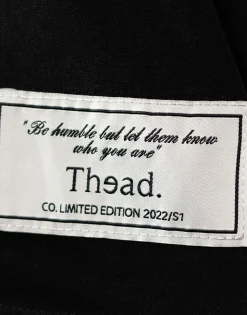 "Be humble but let them know
who you are"
Thead.
CO. LIMITED EDITION 2022/S1